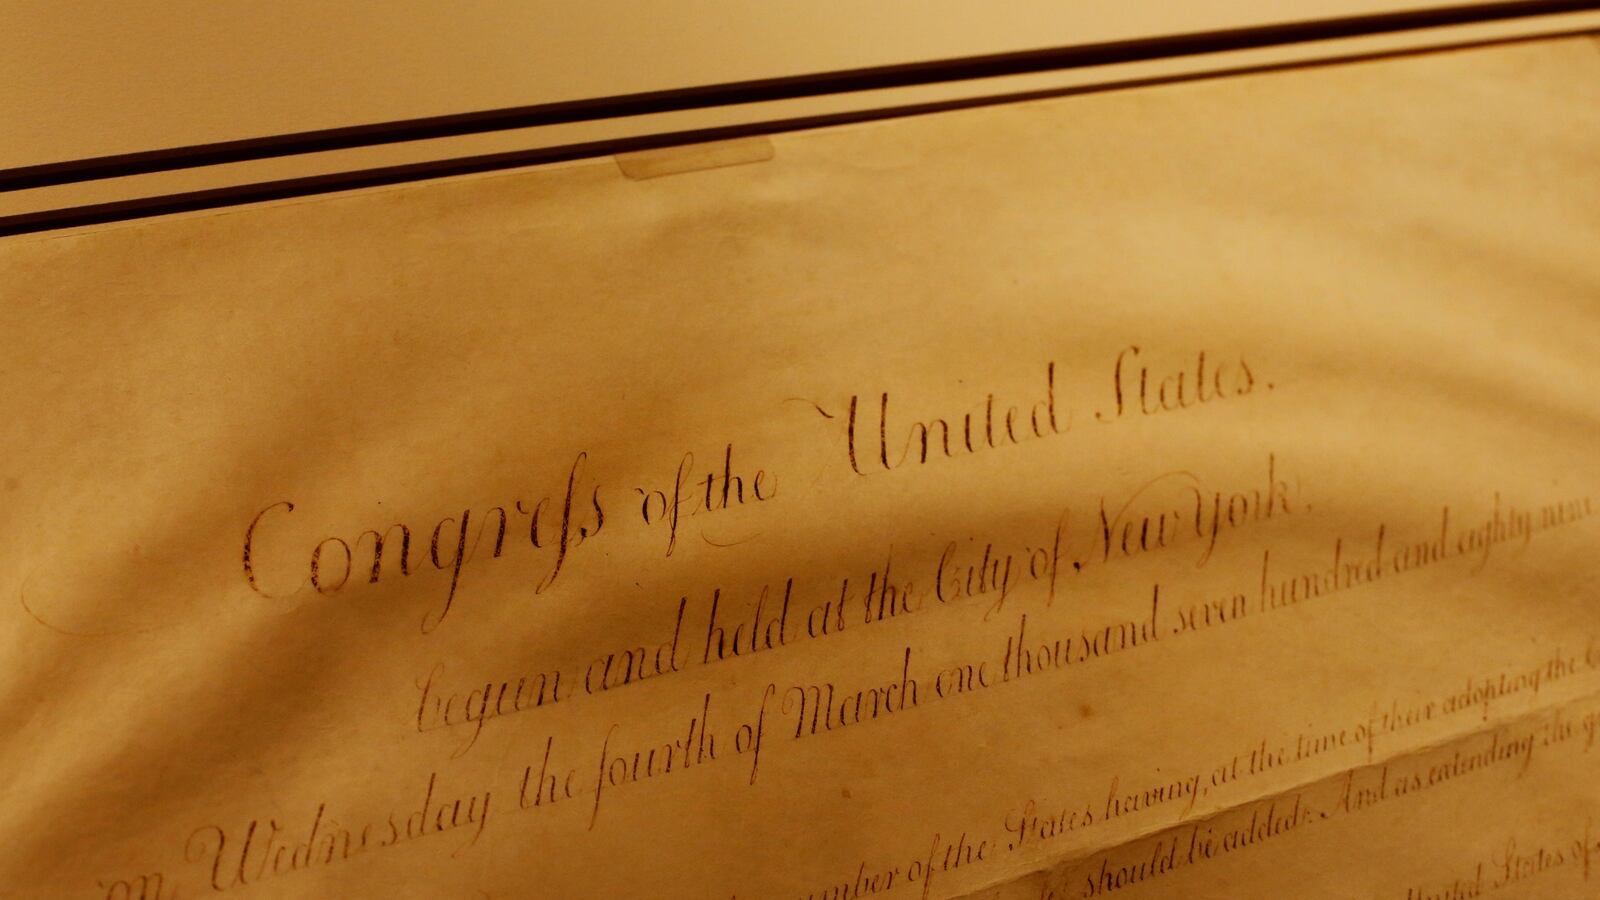 Congreſs of the United States.
begun and held at the City of New York,
on Wednesday the fourth of March one thousand seven hundred and eighty nine
number of the States having, at the time of their adopting the
should be added: And as extending the
United States of